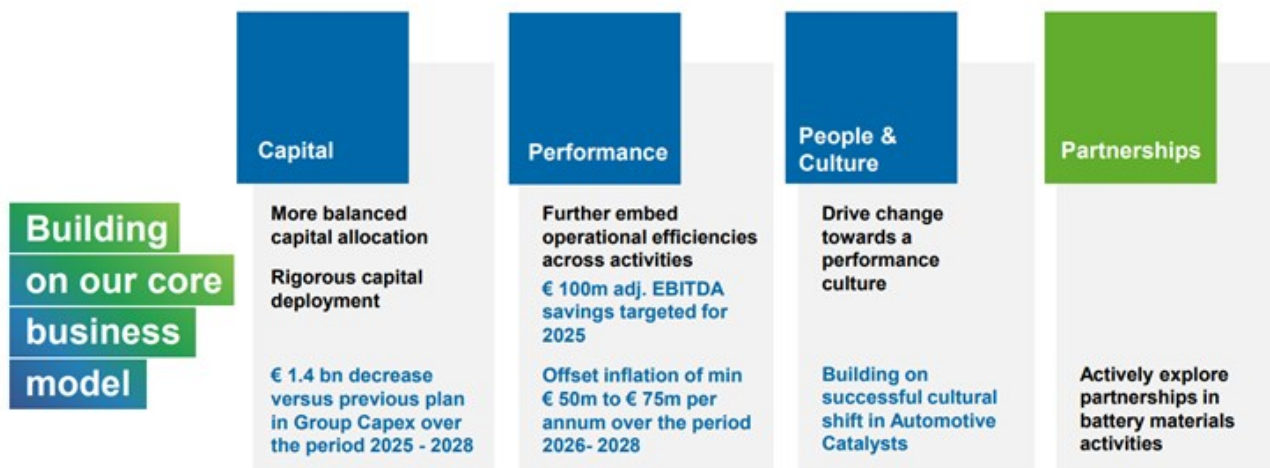 Building
on our core
business
model
Capital
More balanced
capital allocation
Rigorous capital
deployment
€ 1.4 bn decrease
versus previous plan
in Group Capex over
the period 2025 - 2028
Performance
Further embed
operational efficiencies
across activities
€ 100m adj. EBITDA
savings targeted for
2025
Offset inflation of min
€ 50m to € 75m per
annum over the period
2026- 2028
People &
Culture
Drive change
towards a
performance
culture
Building on
successful cultural
shift in Automotive
Catalysts
Partnerships
Actively explore
partnerships in
battery materials
activities